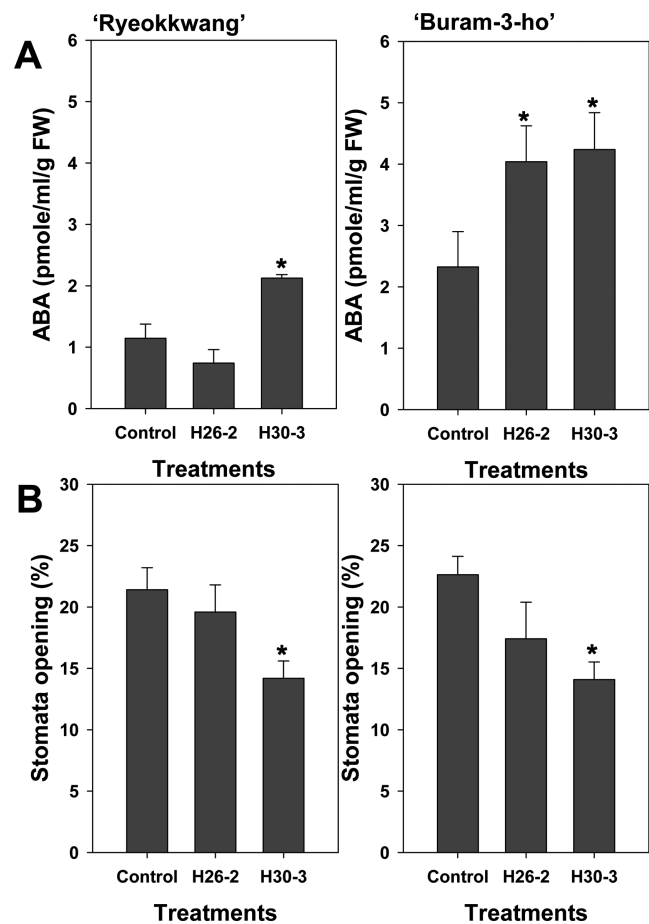 ‘Ryeokkwang’
‘Buram-3-ho’
A
ABA (pmole/ml/g FW)
6
5
4
3
2
1
0
*
Control H26-2 H30-3
Treatments
ABA (pmole/ml/g FW)
6
5
4
3
2
1
0
* *
Control H26-2 H30-3
Treatments
B
Stomata opening (%)
30
25
20
15
10
5
0
*
Control H26-2 H30-3
Treatments
Stomata opening (%)
30
25
20
15
10
5
0
*
Control H26-2 H30-3
Treatments